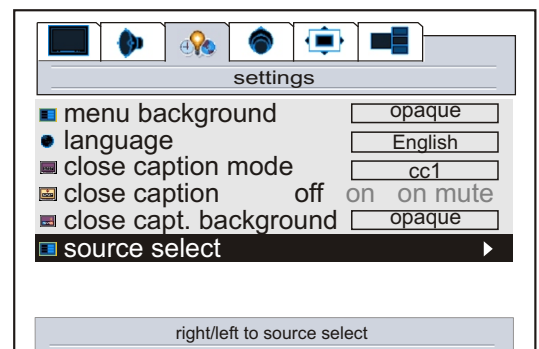 settings
menu background opaque
language English
close caption mode cc1
close caption off on on mute
close capt. background opaque
source select
right/left to source select